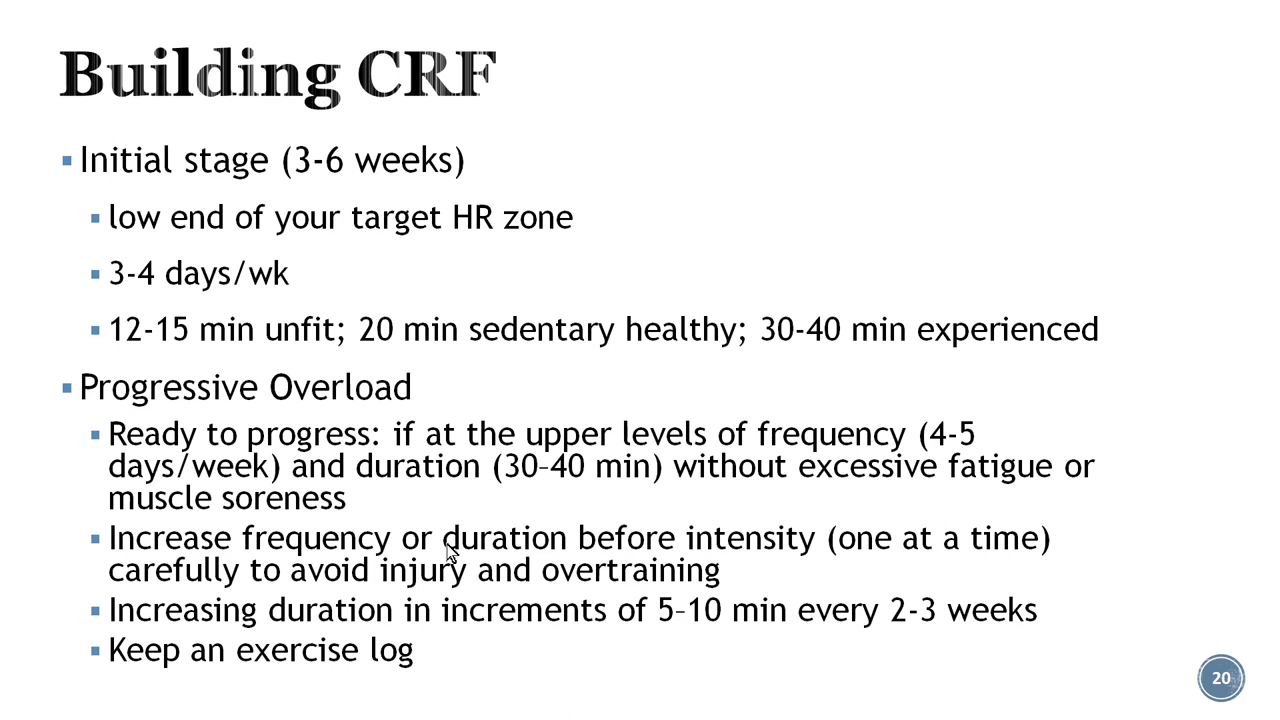 Building CRF
Initial stage (3-6 weeks)
low end of your target HR zone
3-4 days/wk
12-15 min unfit; 20 min sedentary healthy; 30-40 min experienced
Progressive Overload
Ready to progress: if at the upper levels of frequency (4-5
days/week) and duration (30–40 min) without excessive fatigue or
muscle soreness
Increase frequency or duration before intensity (one at a time)
carefully to avoid injury and overtraining
Increasing duration in increments of 5–10 min every 2-3 weeks
Keep an exercise log
20